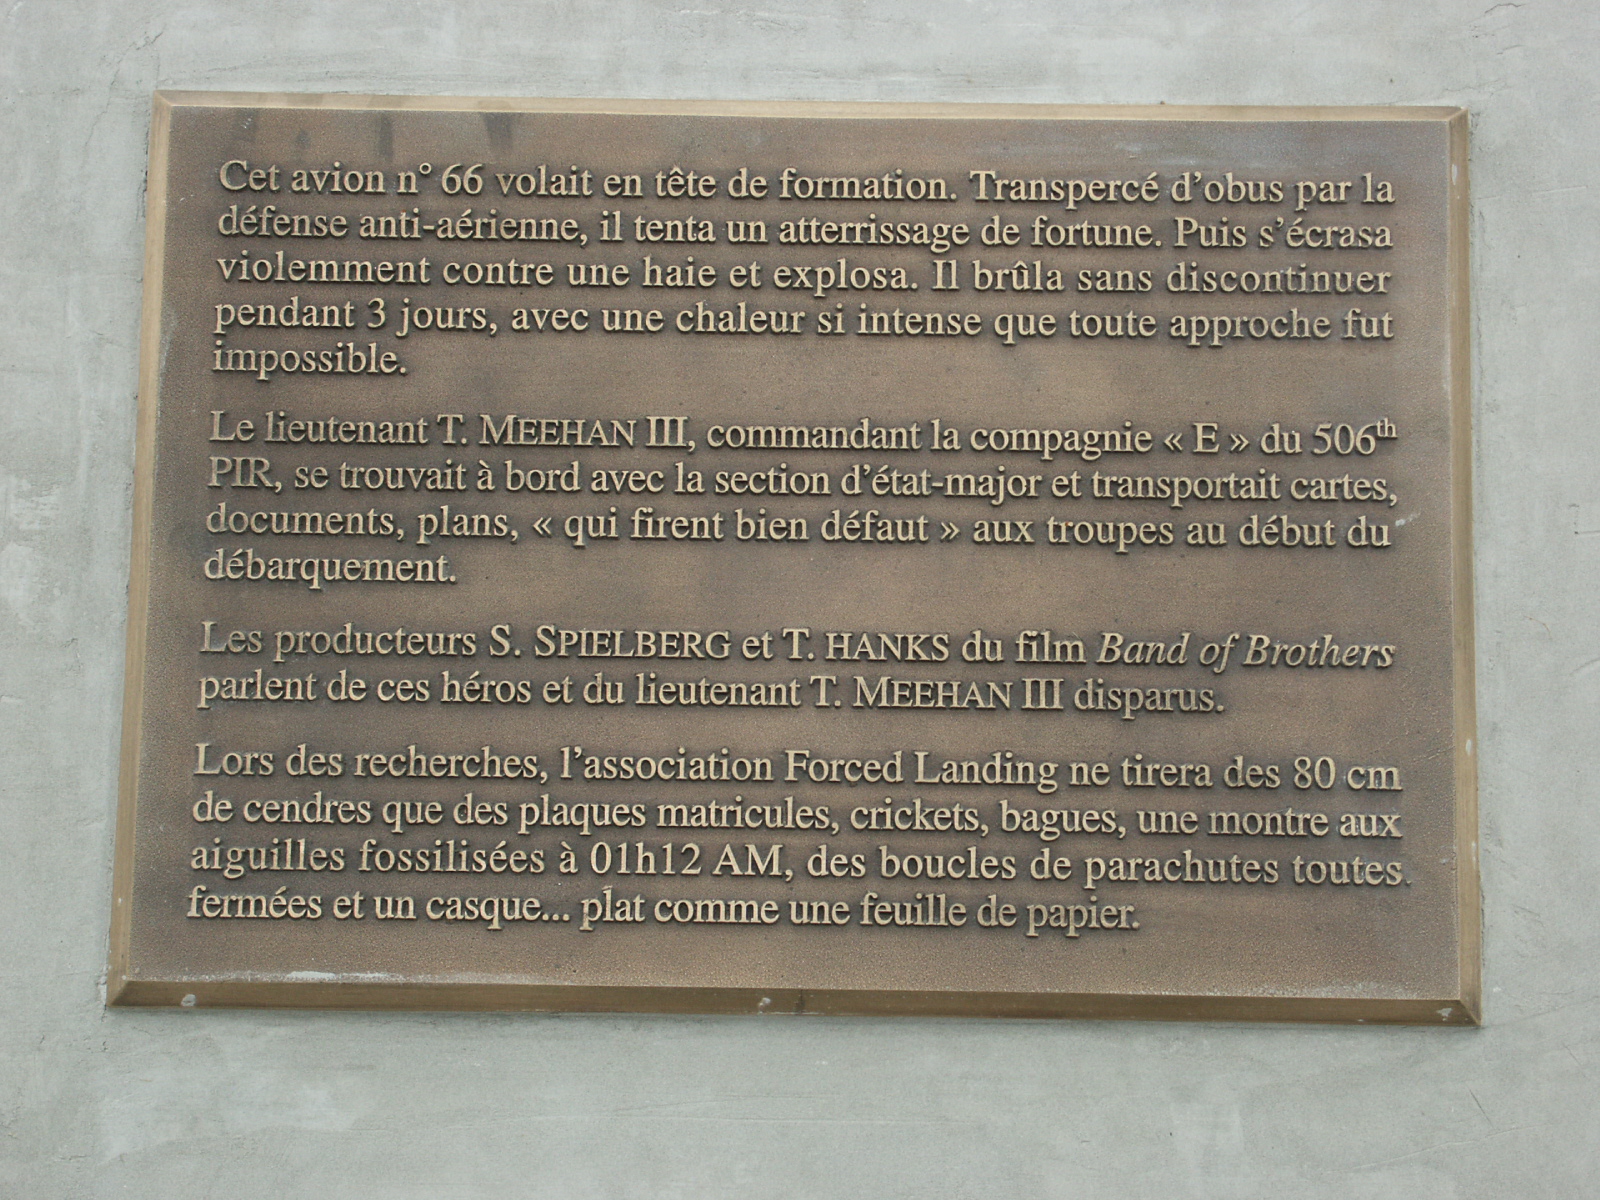 Cet avion n° 66 volait en tête de formation. Transpercé d'obus par la
défense anti-aérienne, il tenta un atterrissage de fortune. Puis s'écrasa
violemment contre une haie et explosa. Il brûla sans discontinuer
pendant 3 jours, avec une chaleur si intense que toute approche fut
impossible.
Le lieutenant T. MEEHAN III, commandant la compagnie « E » du 506th
PIR, se trouvait à bord avec la section d'état-major et transportait cartes,
documents, plans, « qui firent bien défaut » aux troupes au début du
débarquement.
Les producteurs S. SPIELBERG et T. HANKS du film Band of Brothers
parlent de ces héros et du lieutenant T. MEEHAN III disparus.
Lors des recherches, l'association Forced Landing ne tirera des 80 cm
de cendres que des plaques matricules, crickets, bagues, une montre aux
aiguilles fossilisées à 01h12 AM, des boucles de parachutes toutes
fermées et un casque... plat comme une feuille de papier.